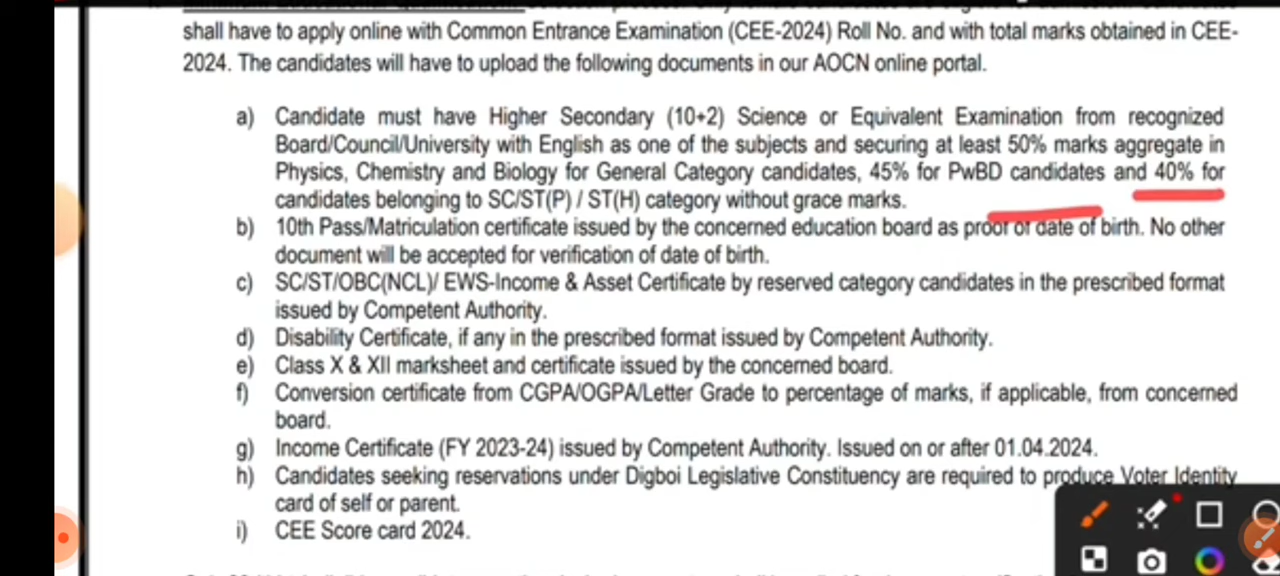 shall have to apply online with Common Entrance Examination (CEE-2024) Roll No. and with total marks obtained in CEE-
2024. The candidates will have to upload the following documents in our AOCN online portal.
a) Candidate must have Higher Secondary (10+2) Science or Equivalent Examination from recognized
Board/Council/University with English as one of the subjects and securing at least 50% marks aggregate in
Physics, Chemistry and Biology for General Category candidates, 45% for PwBD candidates and 40% for
candidates belonging to SC/ST(P) / ST(H) category without grace marks.
b) 10th Pass/Matriculation certificate issued by the concerned education board as proof of date of birth. No other
document will be accepted for verification of date of birth.
c) SC/ST/OBC(NCL)/ EWS-Income & Asset Certificate by reserved category candidates in the prescribed format
issued by Competent Authority.
d) Disability Certificate, if any in the prescribed format issued by Competent Authority.
e) Class X & XII marksheet and certificate issued by the concerned board.
f) Conversion certificate from CGPA/OGPA/Letter Grade to percentage of marks, if applicable, from concerned
board.
g) Income Certificate (FY 2023-24) issued by Competent Authority. Issued on or after 01.04.2024.
h) Candidates seeking reservations under Digboi Legislative Constituency are required to produce Voter Identity
card of self or parent.
i) CEE Score card 2024.